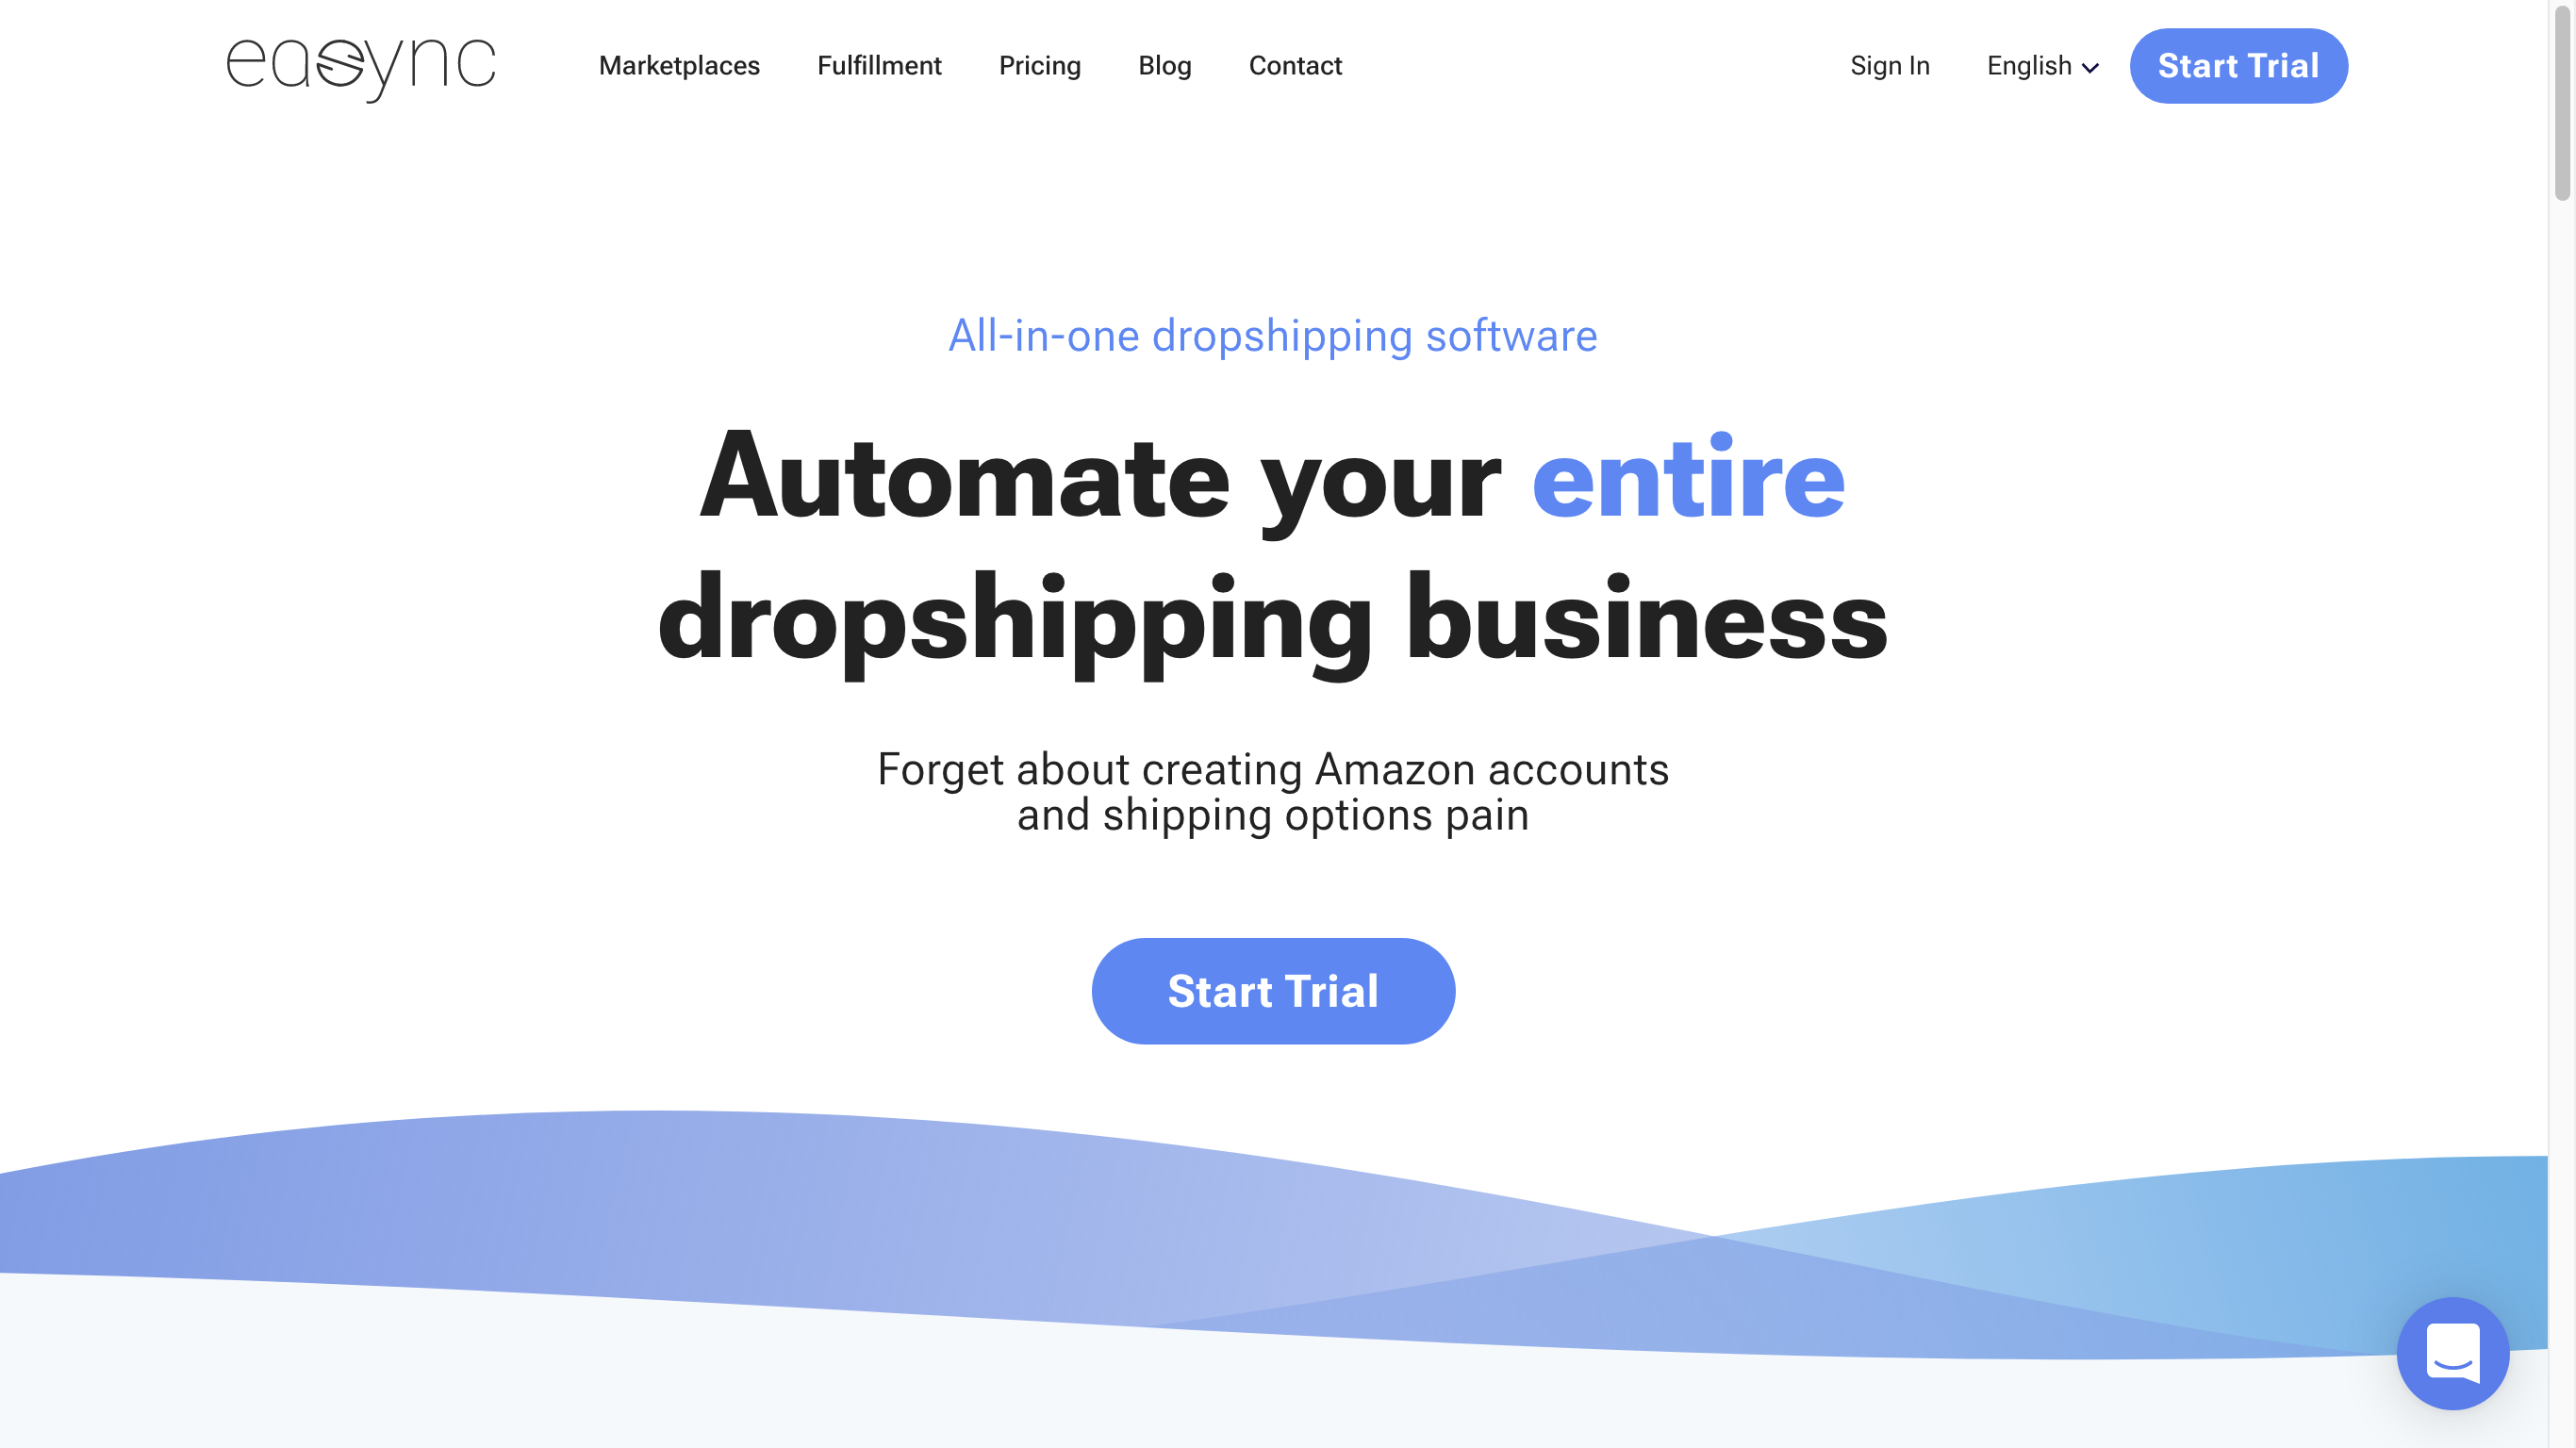 easync
Marketplaces Fulfillment Pricing Blog Contact Sign In English Start Trial
All-in-one dropshipping software
Automate your entire
dropshipping business
Forget about creating Amazon accounts
and shipping options pain
Start Trial